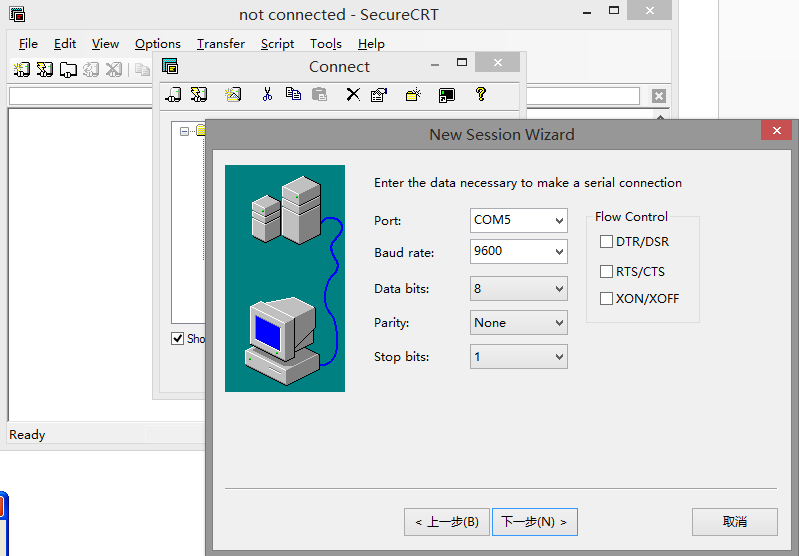 not connected - SecureCRT
File Edit View Options Transfer Script Tools Help
Connect
New Session Wizard
Enter the data necessary to make a serial connection
Port: COM5
Baud rate: 9600
Data bits: 8
Parity: None
Stop bits: 1
Flow Control
DTR/DSR
RTS/CTS
XON/XOFF
Sho
Ready
< 上一步(B) 下一步(N) > 取消